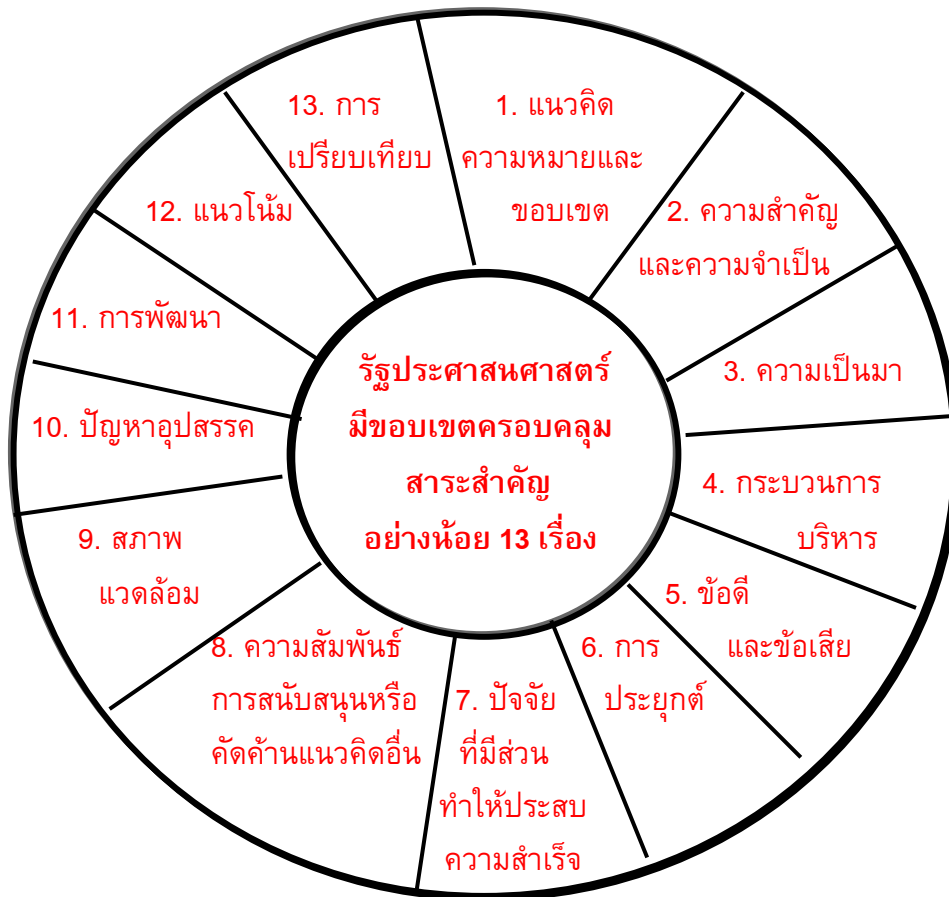 รัฐประศาสนศาสตร์
มีขอบเขตครอบคลุม
สาระสำคัญ
อย่างน้อย 13 เรื่อง
1. แนวคิด
ความหมายและ
ขอบเขต
2. ความสำคัญ
และความจำเป็น
3. ความเป็นมา
4. กระบวนการ
บริหาร
5. ข้อดี
และข้อเสีย
6. การ
ประยุกต์
7. ปัจจัย
ที่มีส่วน
ทำให้ประสบ
ความสำเร็จ
8. ความสัมพันธ์
การสนับสนุนหรือ
คัดค้านแนวคิดอื่น
9. สภาพ
แวดล้อม
10. ปัญหาอุปสรรค
11. การพัฒนา
12. แนวโน้ม
13. การ
เปรียบเทียบ